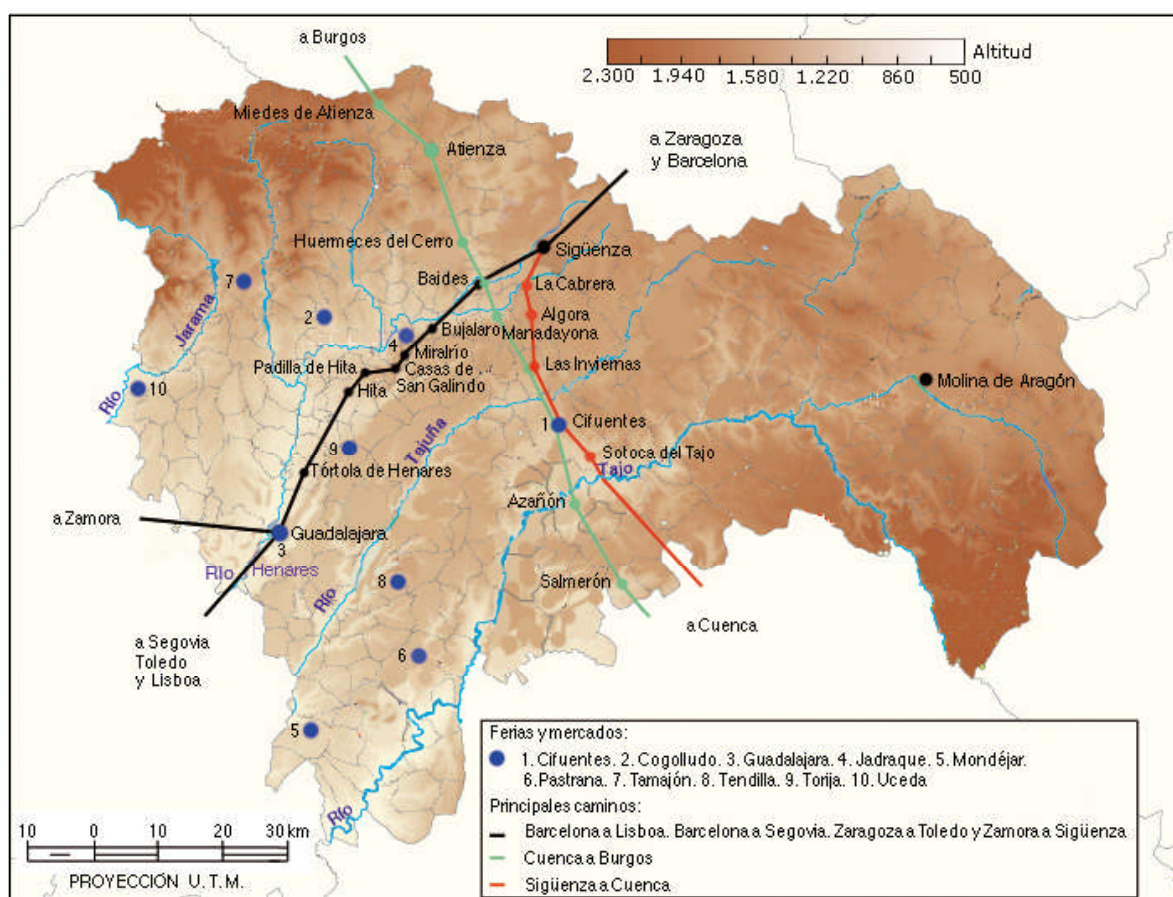 a Burgos
Altitud
2.300 1.940 1.580 1.220 860 500
Miedes de Atienza
Atienza
a Zaragoza
y Barcelona
Huermeces del Cerro
Sigüenza
Baides
La Cabrera
7
2
Jarama
Algora
Manadayona
Bujalaro
4
Miralrío
Las Inviernas
Padilla de Hita
Casas de
San Galindo
Molina de Aragón
10
Río
Hita
Tajuña
1
Cifuentes
9
Sotoca del Tajo
Tajo
Tórtola de Henares
Azañón
a Zamora
Guadalajara
3
Río Henares
8
Río
Salmerón
a Cuenca
a Segovia
Toledo
y Lisboa
6
5
Río
Ferias y mercados:
1. Cifuentes. 2. Cogolludo. 3. Guadalajara. 4. Jadraque. 5. Mondéjar.
6.Pastrana. 7. Tamajón. 8. Tendilla. 9. Torija. 10. Uceda
Principales caminos:
Barcelona a Lisboa. Barcelona a Segovia. Zaragoza a Toledo y Zamora a Sigüenza
Cuenca a Burgos
Sigüenza a Cuenca
10 0 10 20 30 km
PROYECCIÓN U.T.M.